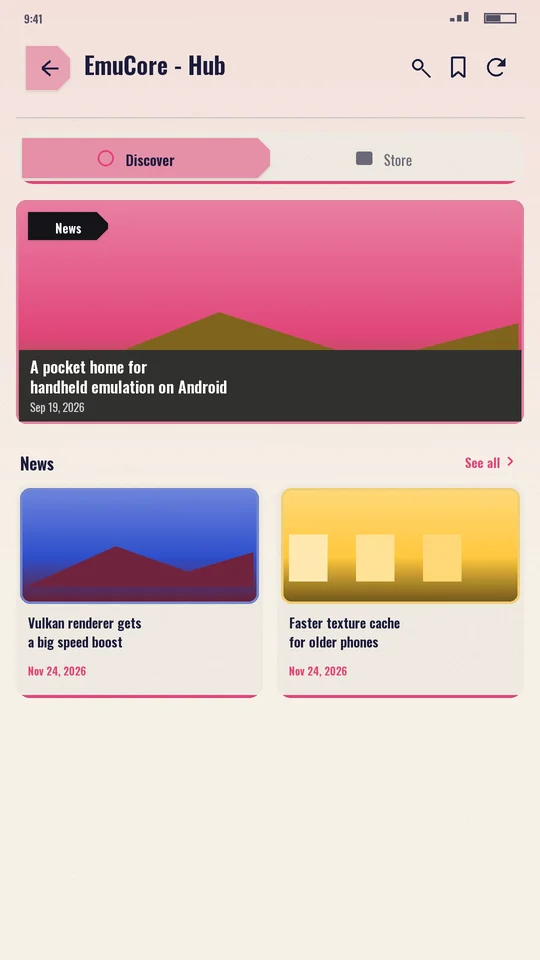 9:41
EmuCore - Hub
Discover
Store
News
A pocket home for
handheld emulation on Android
Sep 19, 2026
News
See all
Vulkan renderer gets
a big speed boost
Nov 24, 2026
Faster texture cache
for older phones
Nov 24, 2026